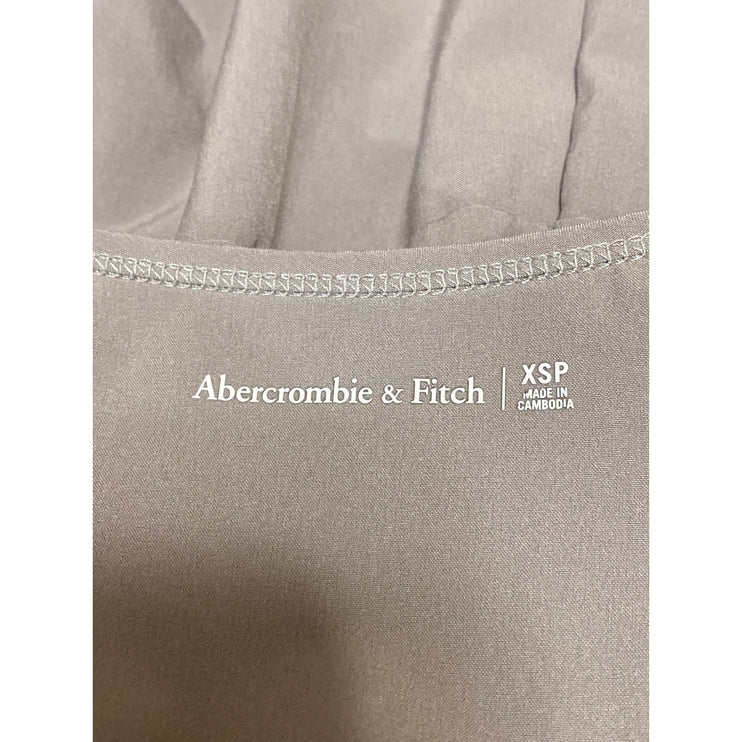 Abercrombie & Fitch | XSP
MADE IN
CAMBODIA